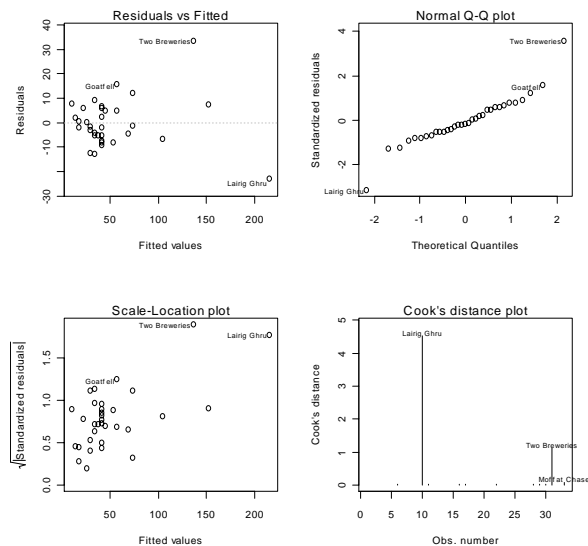 Residuals vs Fitted
40
30
20
10
0
-10
-30
Residuals
Two Breweries
Goatfell
Lairig Ghru
50 100 150 200
Fitted values
Normal Q-Q plot
4
2
0
-2
Standardized residuals
Two Breweries
Goatfell
Lairig Ghru
-2 -1 0 1 2
Theoretical Quantiles
Scale-Location plot
1.5
1.0
0.5
0.0
√|Standardized residuals|
Two Breweries
Lairig Ghru
Goatfell
50 100 150 200
Fitted values
Cook's distance plot
5
4
3
2
1
0
Cook's distance
Lairig Ghru
Two Breweries
Moffat Chase
0 5 10 15 20 25 30
Obs. number